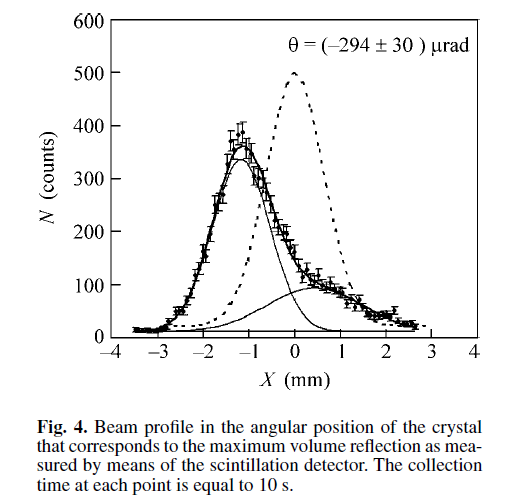 600
500
400
300
200
100
0
N (counts)
θ = (–294 ± 30 ) μrad
–4 –3 –2 –1 0 1 2 3 4
X (mm)
Fig. 4. Beam profile in the angular position of the crystal
that corresponds to the maximum volume reflection as mea-
sured by means of the scintillation detector. The collection
time at each point is equal to 10 s.